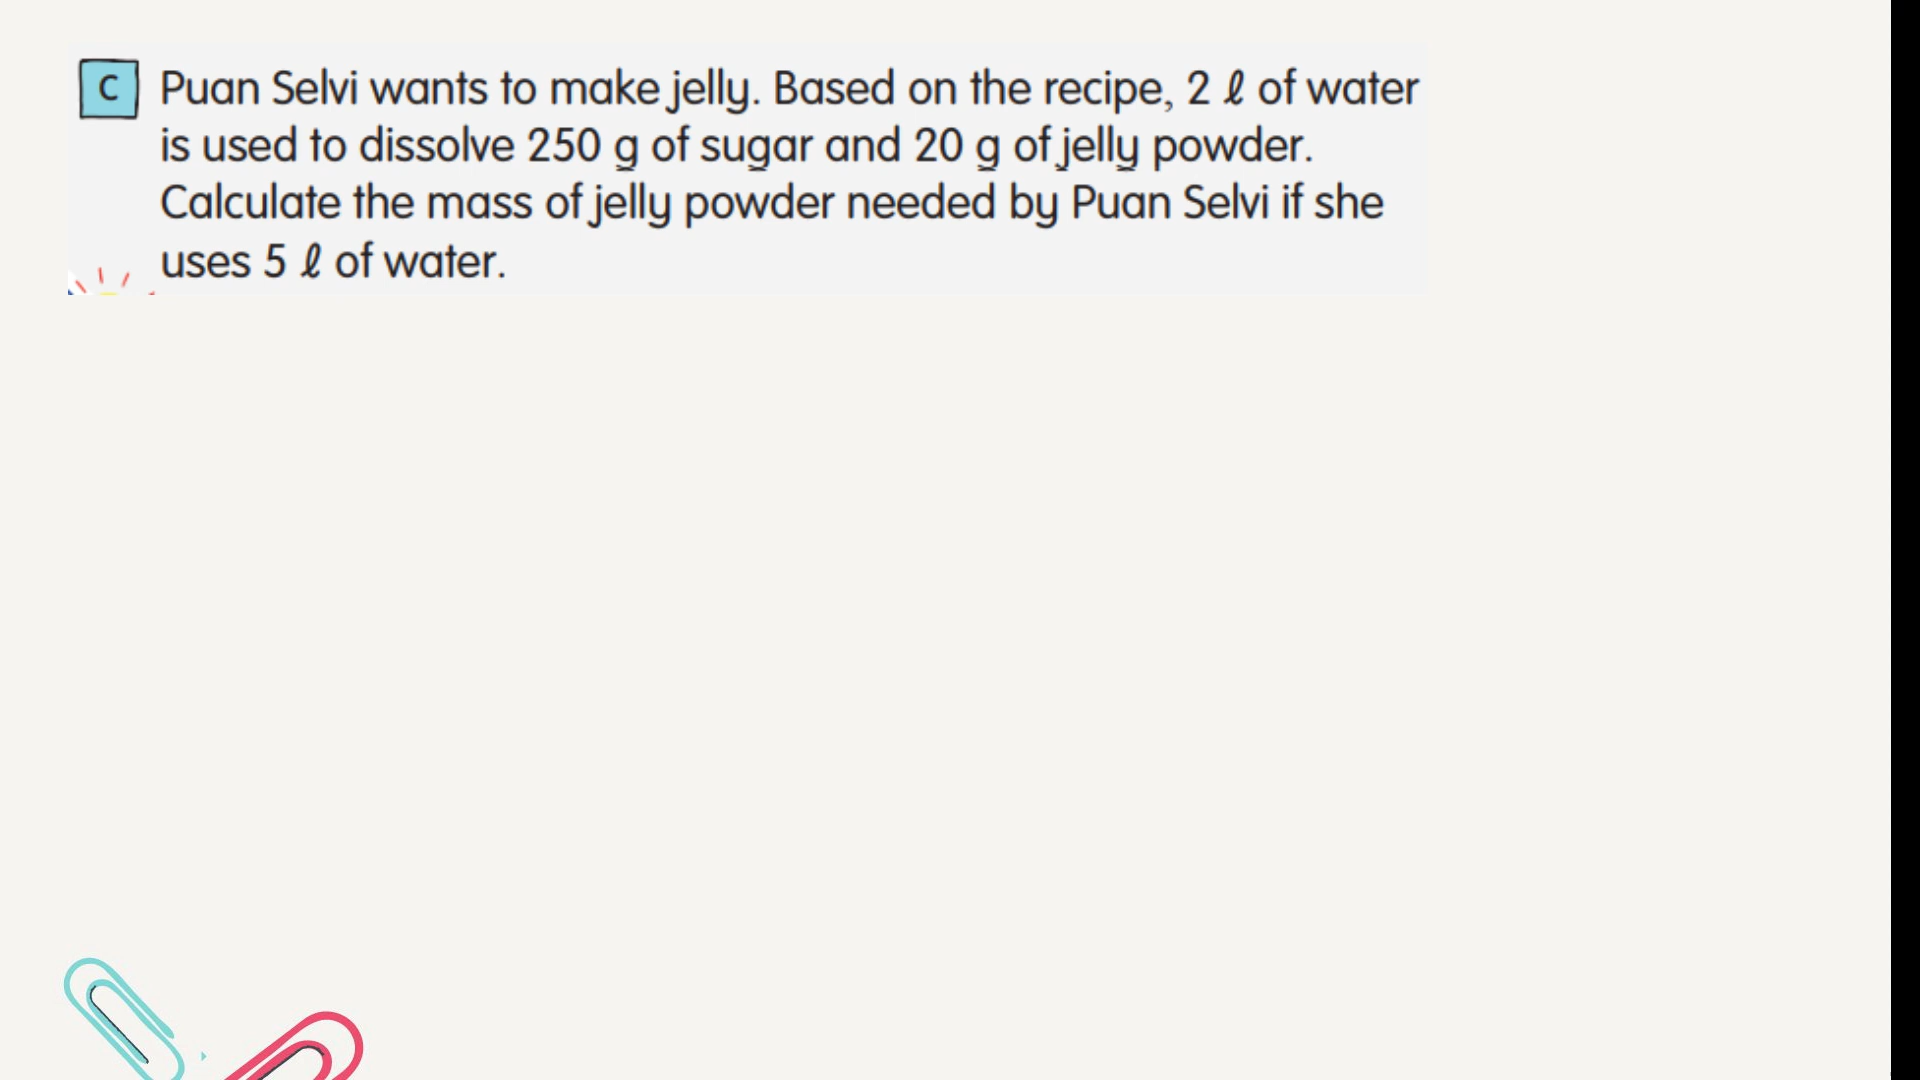 C Puan Selvi wants to make jelly. Based on the recipe, 2 ℓ of water
is used to dissolve 250 g of sugar and 20 g of jelly powder.
Calculate the mass of jelly powder needed by Puan Selvi if she
uses 5 ℓ of water.